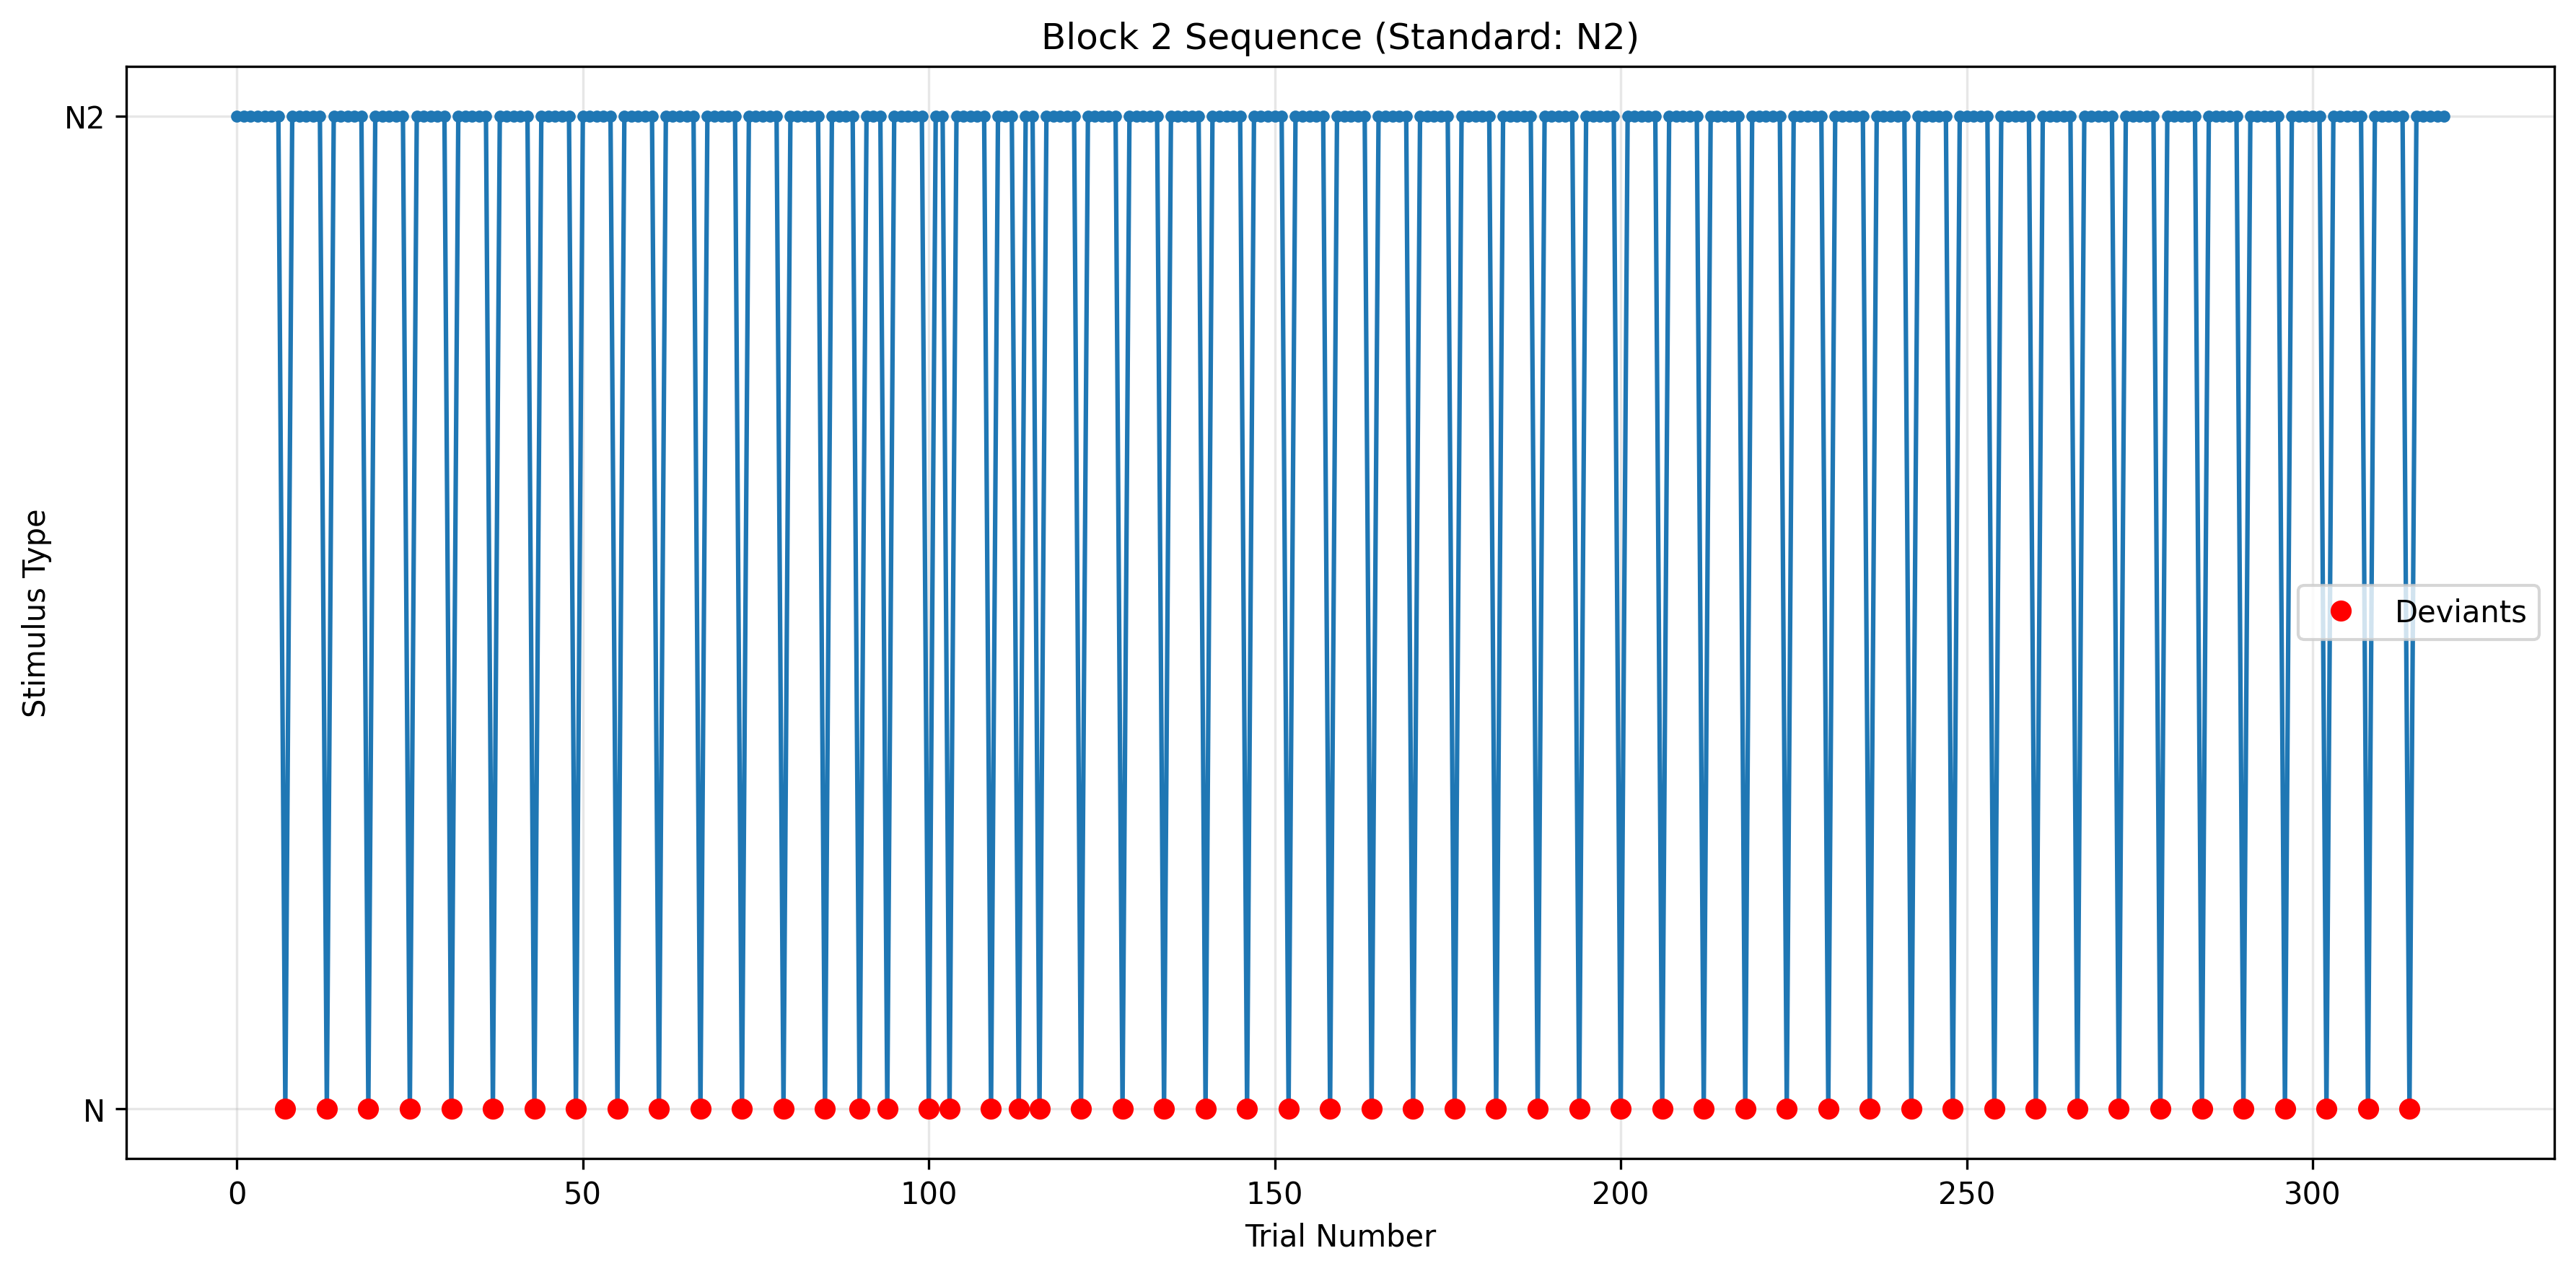 Block 2 Sequence (Standard: N2)
N2
N
Stimulus Type
Deviants
0 50 100 150 200 250 300
Trial Number